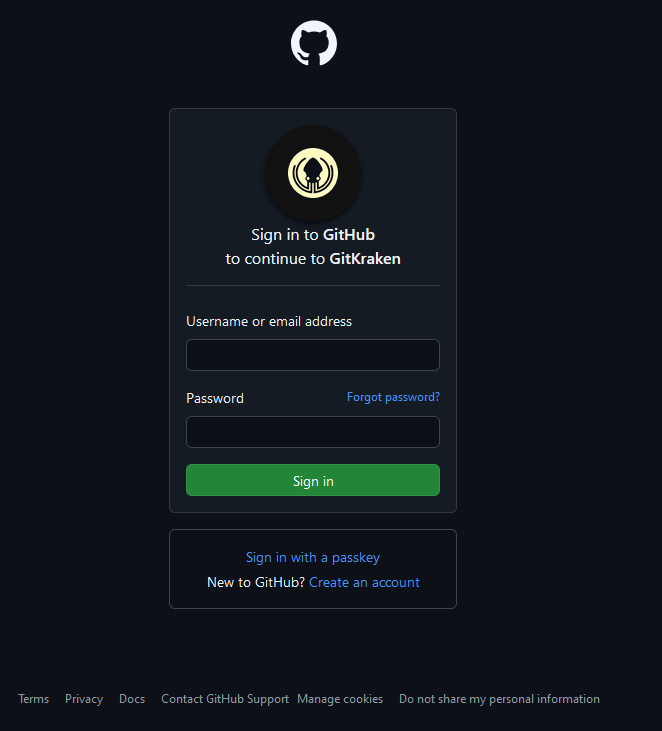 Sign in to GitHub
to continue to GitKraken
Username or email address
Password Forgot password?
Sign in
Sign in with a passkey
New to GitHub? Create an account
Terms Privacy Docs Contact GitHub Support Manage cookies Do not share my personal information